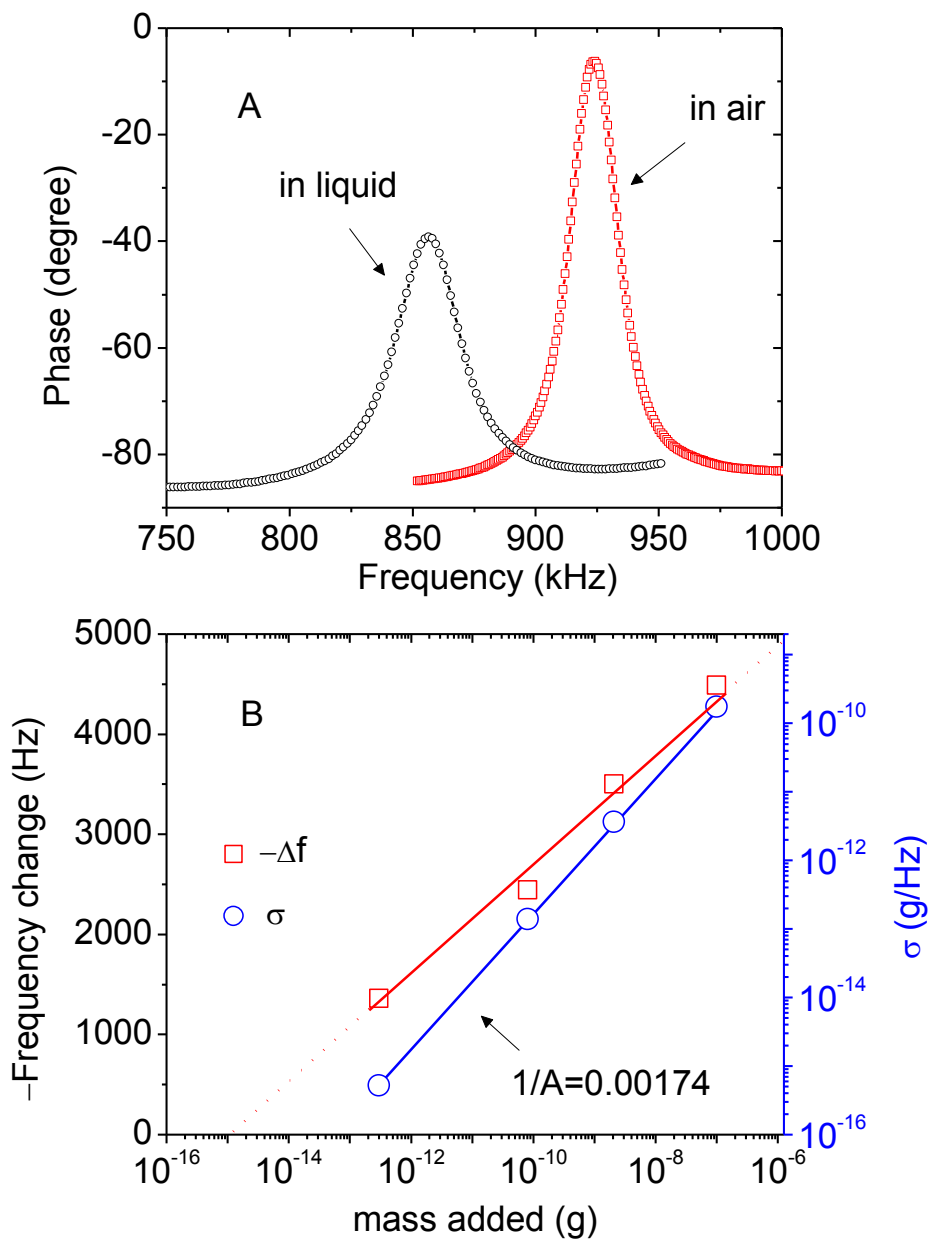 0
-20
-40
-60
-80
Phase (degree)
A
in liquid
in air
750 800 850 900 950 1000
Frequency (kHz)
5000
4000
3000
2000
1000
0
−Frequency change (Hz)
B
−Δf
σ
1/A=0.00174
10⁻¹⁰
10⁻¹²
10⁻¹⁴
10⁻¹⁶
σ (g/Hz)
10⁻¹⁶ 10⁻¹⁴ 10⁻¹² 10⁻¹⁰ 10⁻⁸ 10⁻⁶
mass added (g)